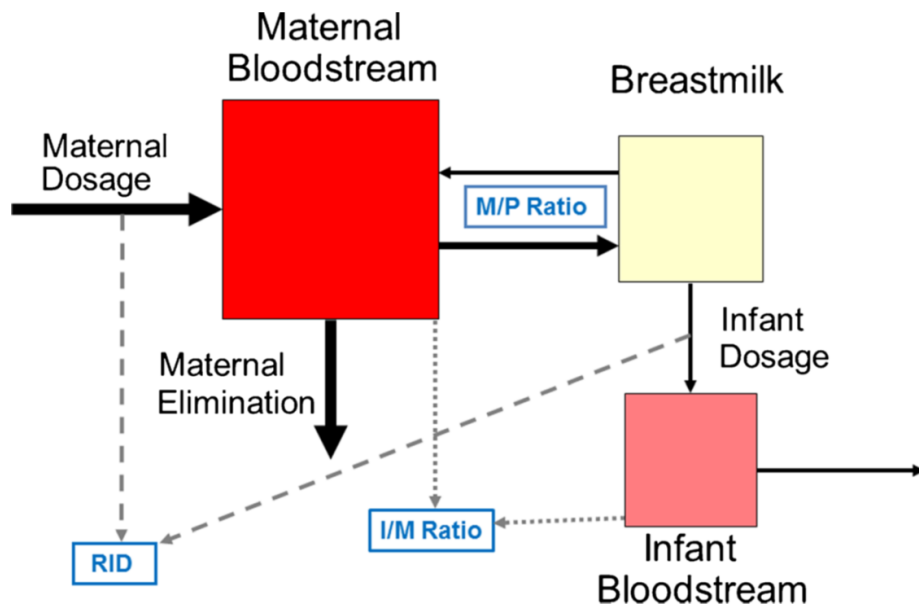 Maternal
Bloodstream
Breastmilk
Maternal
Dosage
M/P Ratio
Maternal
Elimination
Infant
Dosage
I/M Ratio
RID
Infant
Bloodstream